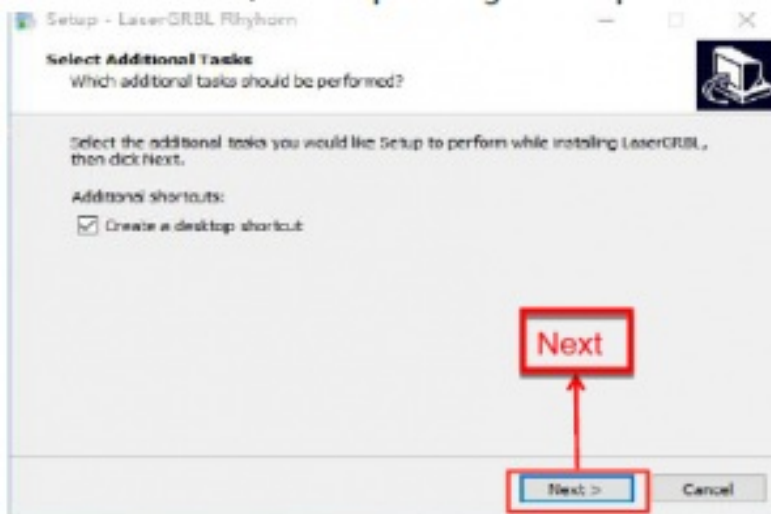 Setup - LaserGRBL Rhyhorn
Select Additional Tasks
Which additional tasks should be performed?
Select the additional tasks you would like Setup to perform while installing LaserGRBL,
then click Next.
Additional shortcuts:
Create a desktop shortcut
Next
Next >
Cancel